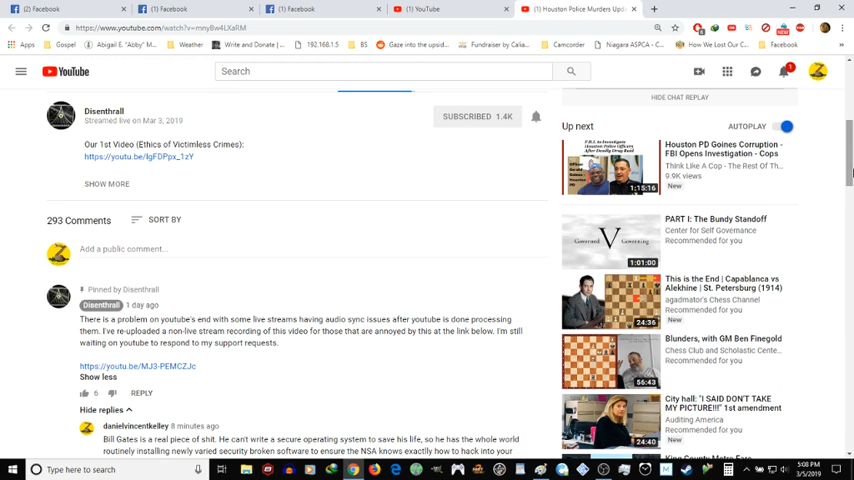 (2) Facebook
(1) Facebook
(1) Facebook
(1) YouTube
(1) Houston Police Murders Upd
https://www.youtube.com/watch?v=mnyBw4LXaRM
Apps
Gospel
Abigail E. "Abby" M...
Weather
Write and Donate |...
192.168.1.5
BS
Gaze into the upsid...
Fundraiser by Calia...
Camcorder
Niagara ASPCA - C...
How We Lost Our C...
Facebook
YouTube
Search
1
HIDE CHAT REPLAY
Disenthrall
Streamed live on Mar 3, 2019
SUBSCRIBED 1.4K
Our 1st Video (Ethics of Victimless Crimes):
https://youtu.be/lgFDPpx_1zY
SHOW MORE
293 Comments
SORT BY
Add a public comment...
Pinned by Disenthrall
Disenthrall 1 day ago
There is a problem on youtube's end with some live streams having audio sync issues after youtube is done processing
them. I've re-uploaded a non-live stream recording of this video for those that are annoyed by this at the link below. I'm still
waiting on youtube to respond to my support requests.
https://youtu.be/MJ3-PEMCZJc
Show less
6
REPLY
Hide replies
danielvincentkelley 8 minutes ago
Bill Gates is a real piece of shit. He can't write a secure operating system to save his life, so he has the whole world
routinely installing newly varied security broken software to ensure the NSA knows exactly how to hack into your
Up next
AUTOPLAY
1:15:16
Houston PD Goines Corruption -
FBI Opens Investigation - Cops
Think Like A Cop - The Rest Of Th...
9.9K views
New
Governed V Governing
1:01:00
PART I: The Bundy Standoff
Center for Self Governance
Recommended for you
24:36
This is the End | Capablanca vs
Alekhine | St. Petersburg (1914)
agadmator's Chess Channel
Recommended for you
New
56:43
Blunders, with GM Ben Finegold
Chess Club and Scholastic Cente...
Recommended for you
24:40
City hall: "I SAID DON'T TAKE
MY PICTURE!!!" 1st amendment
Auditing America
Recommended for you
New
King County Metro Fare
Type here to search
5:08 PM
3/5/2019